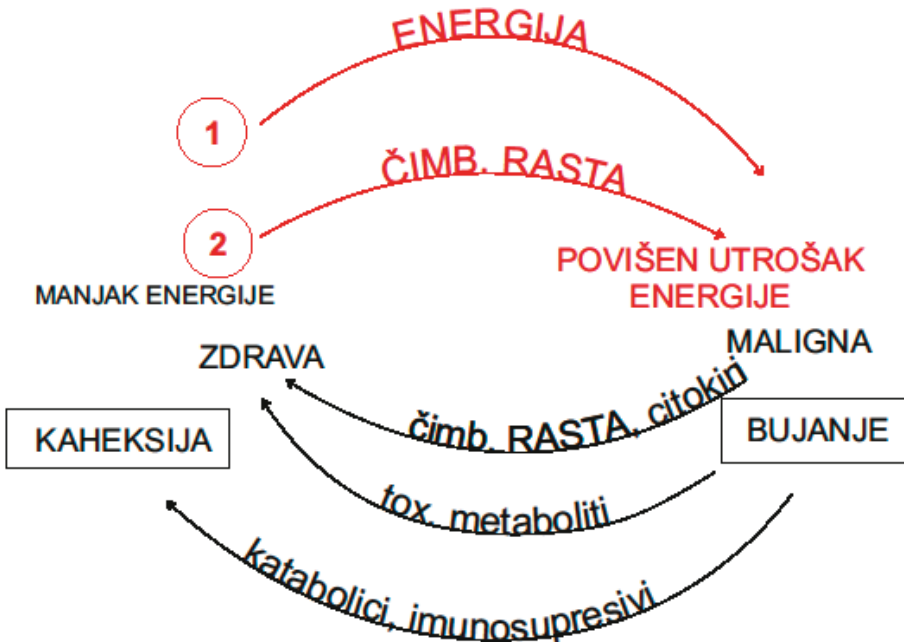 ENERGIJA
1
ČIMB. RASTA
2
POVIŠEN UTROŠAK
ENERGIJE
MANJAK ENERGIJE
MALIGNA
ZDRAVA
čimb. RASTA, citokini
KAHEKSIJA
BUJANJE
tox. metaboliti
katabolici, imunosupresivi